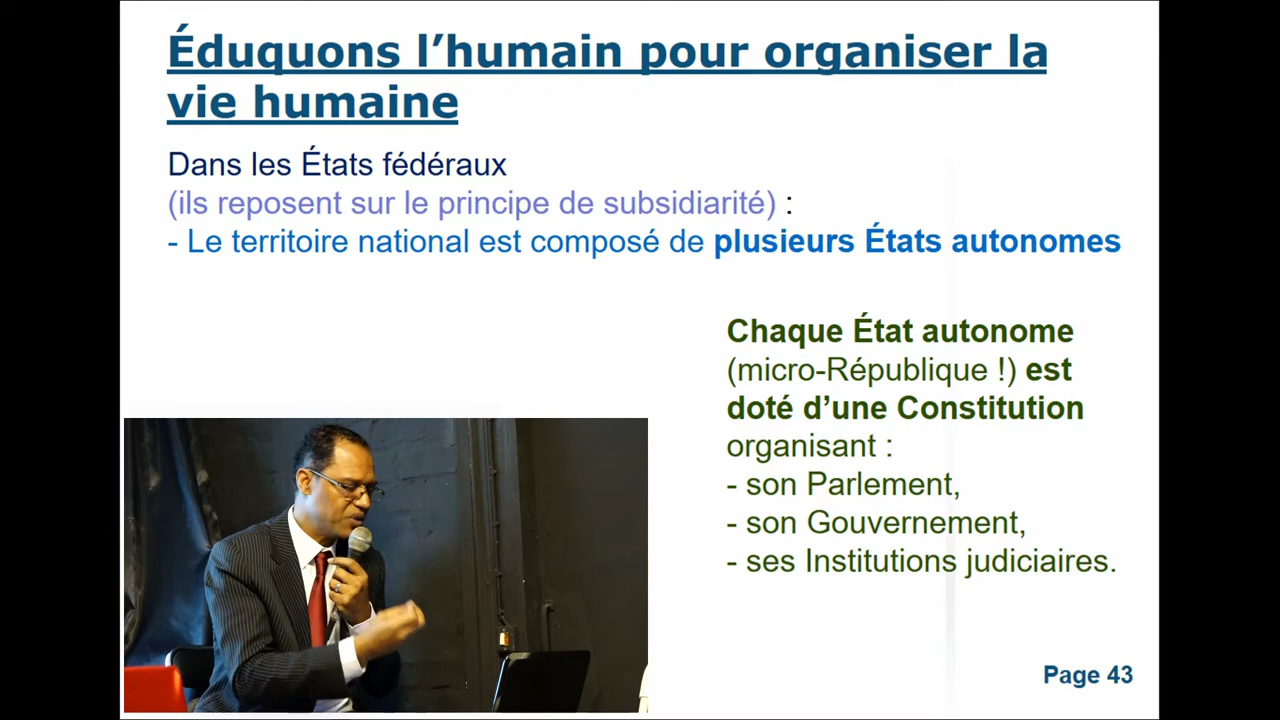 Éduquons l’humain pour organiser la
vie humaine
Dans les États fédéraux
(ils reposent sur le principe de subsidiarité) :
- Le territoire national est composé de plusieurs États autonomes
Chaque État autonome
(micro-République !) est
doté d’une Constitution
organisant :
- son Parlement,
- son Gouvernement,
- ses Institutions judiciaires.
Page 43